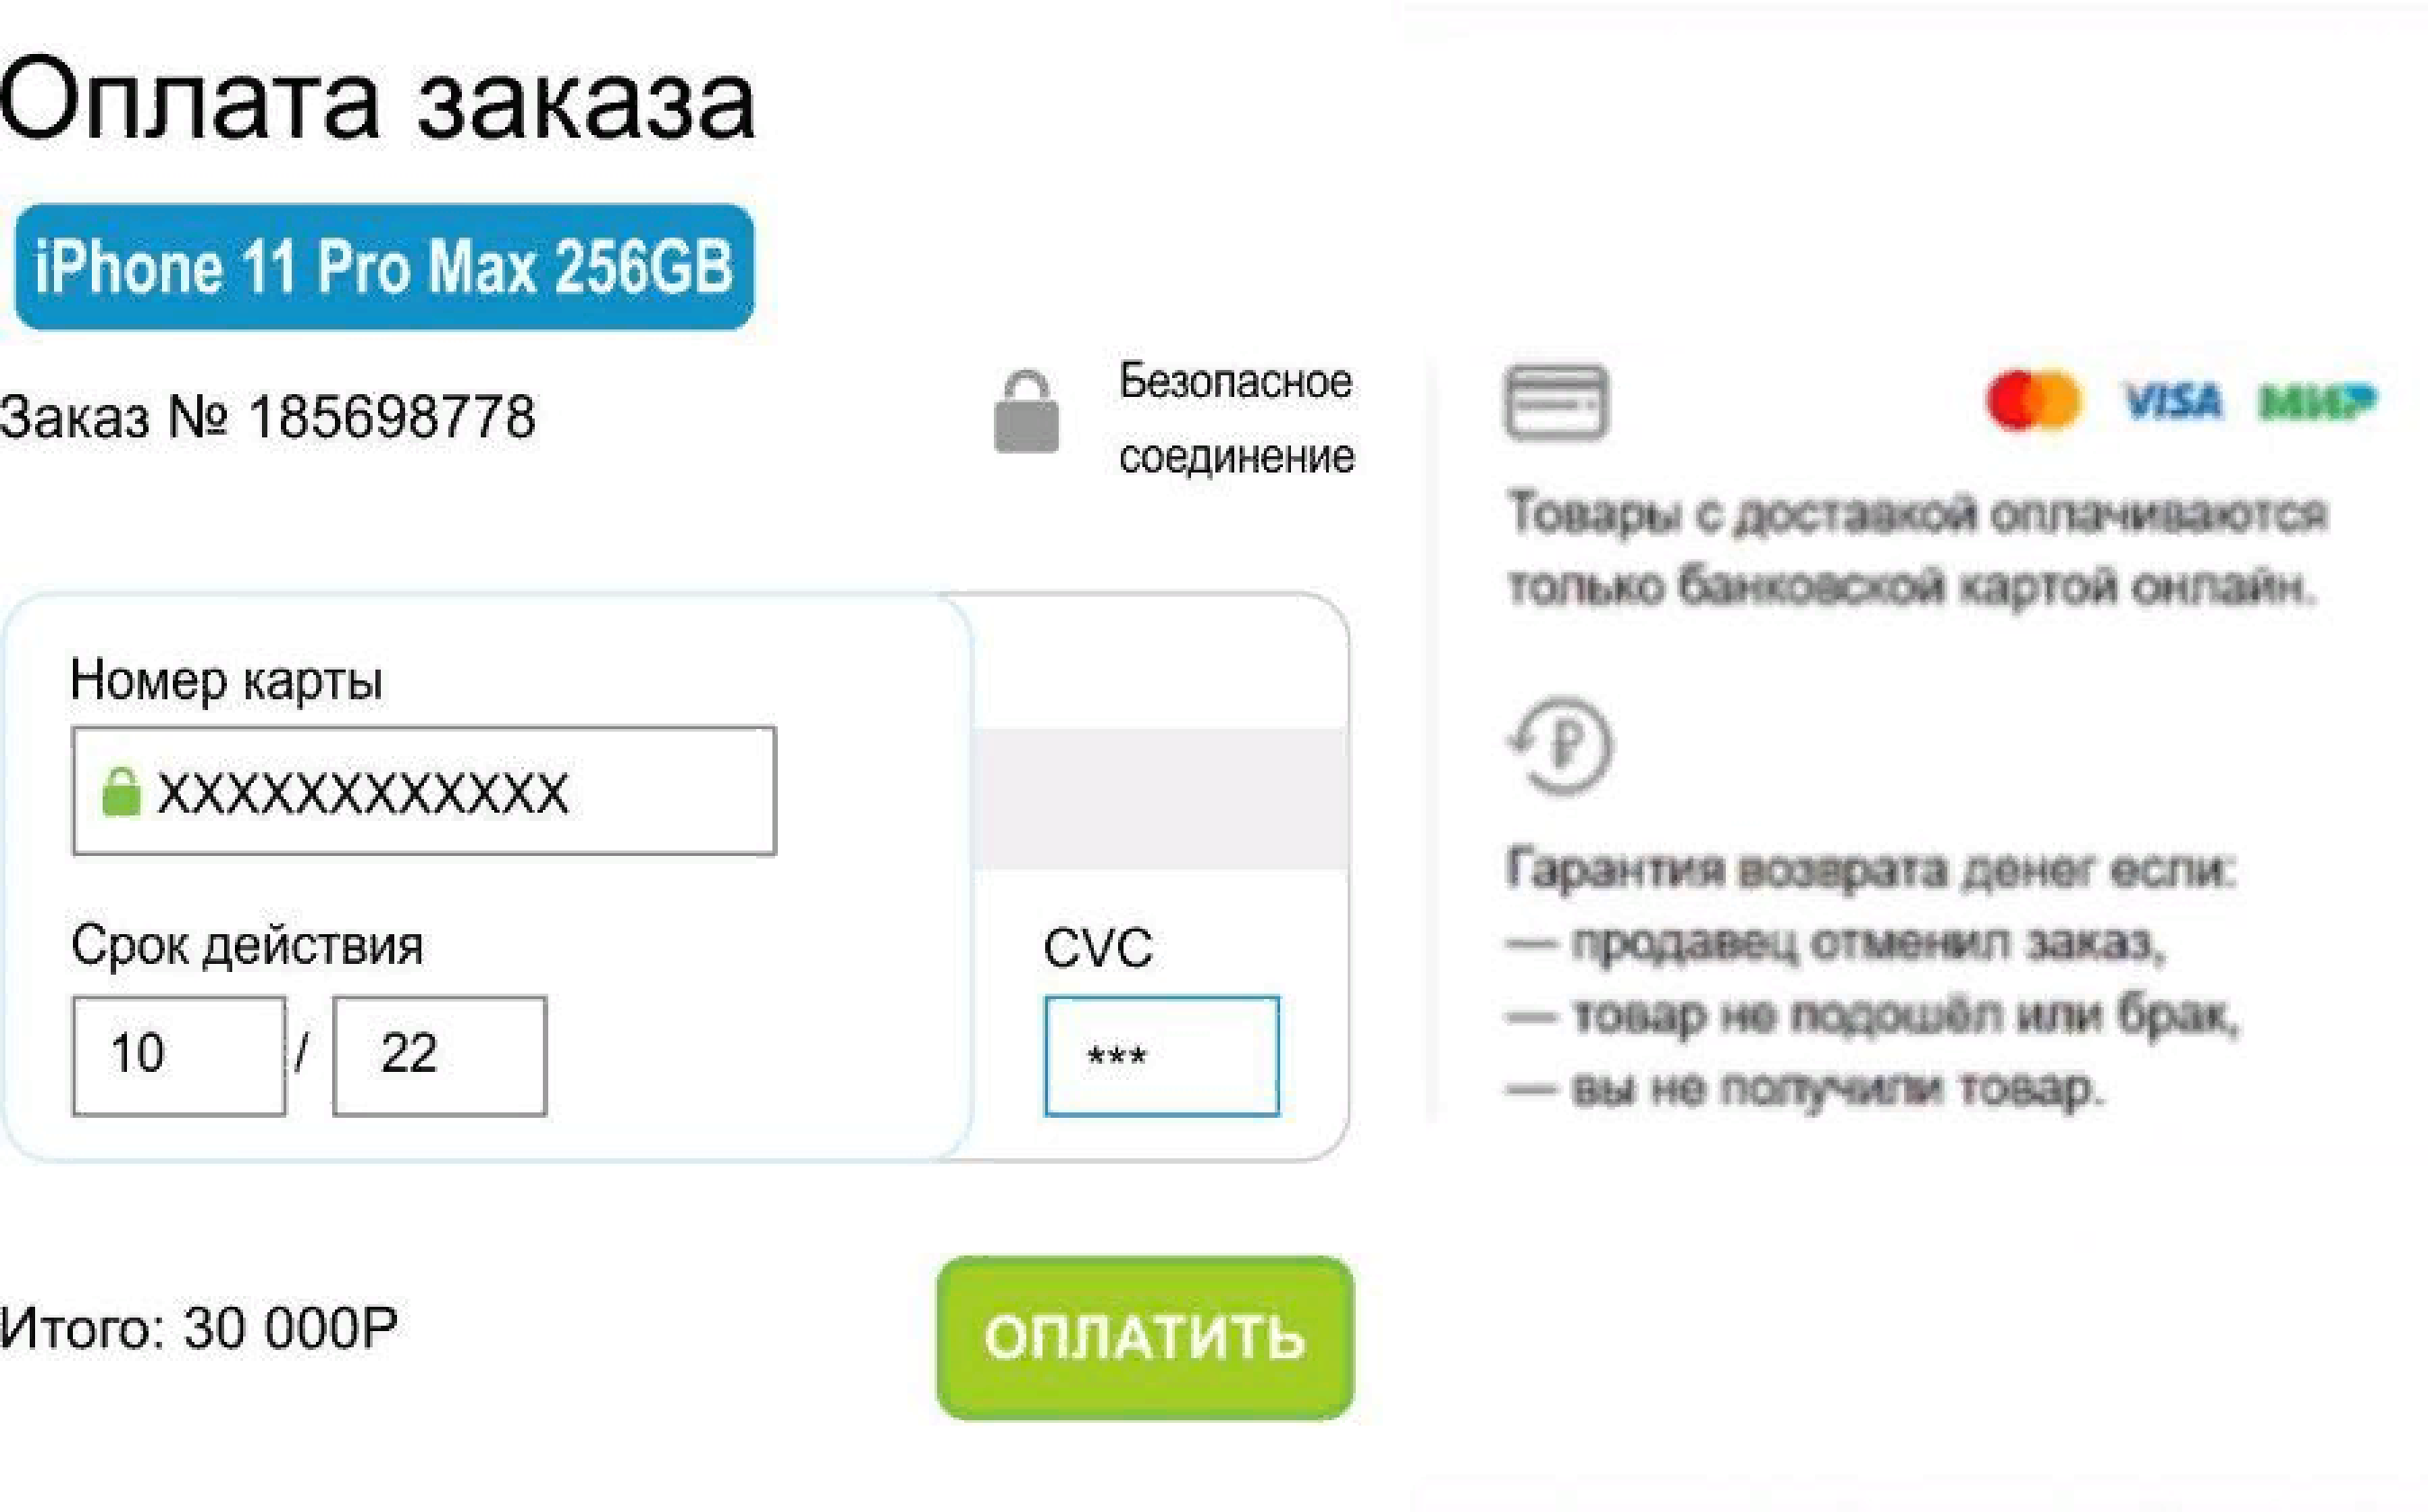 Оплата заказа
iPhone 11 Pro Max 256GB
Заказ № 185698778
Безопасное
соединение
Номер карты
XXXXXXXXXXXX
Срок действия
10 / 22
CVC
***
Итого: 30 000Р
ОПЛАТИТЬ
VISA МИР
Товары с доставкой оплачиваются
только банковской картой онлайн.
₽
Гарантия возврата денег если:
— продавец отменил заказ,
— товар не подошёл или брак,
— вы не получили товар.